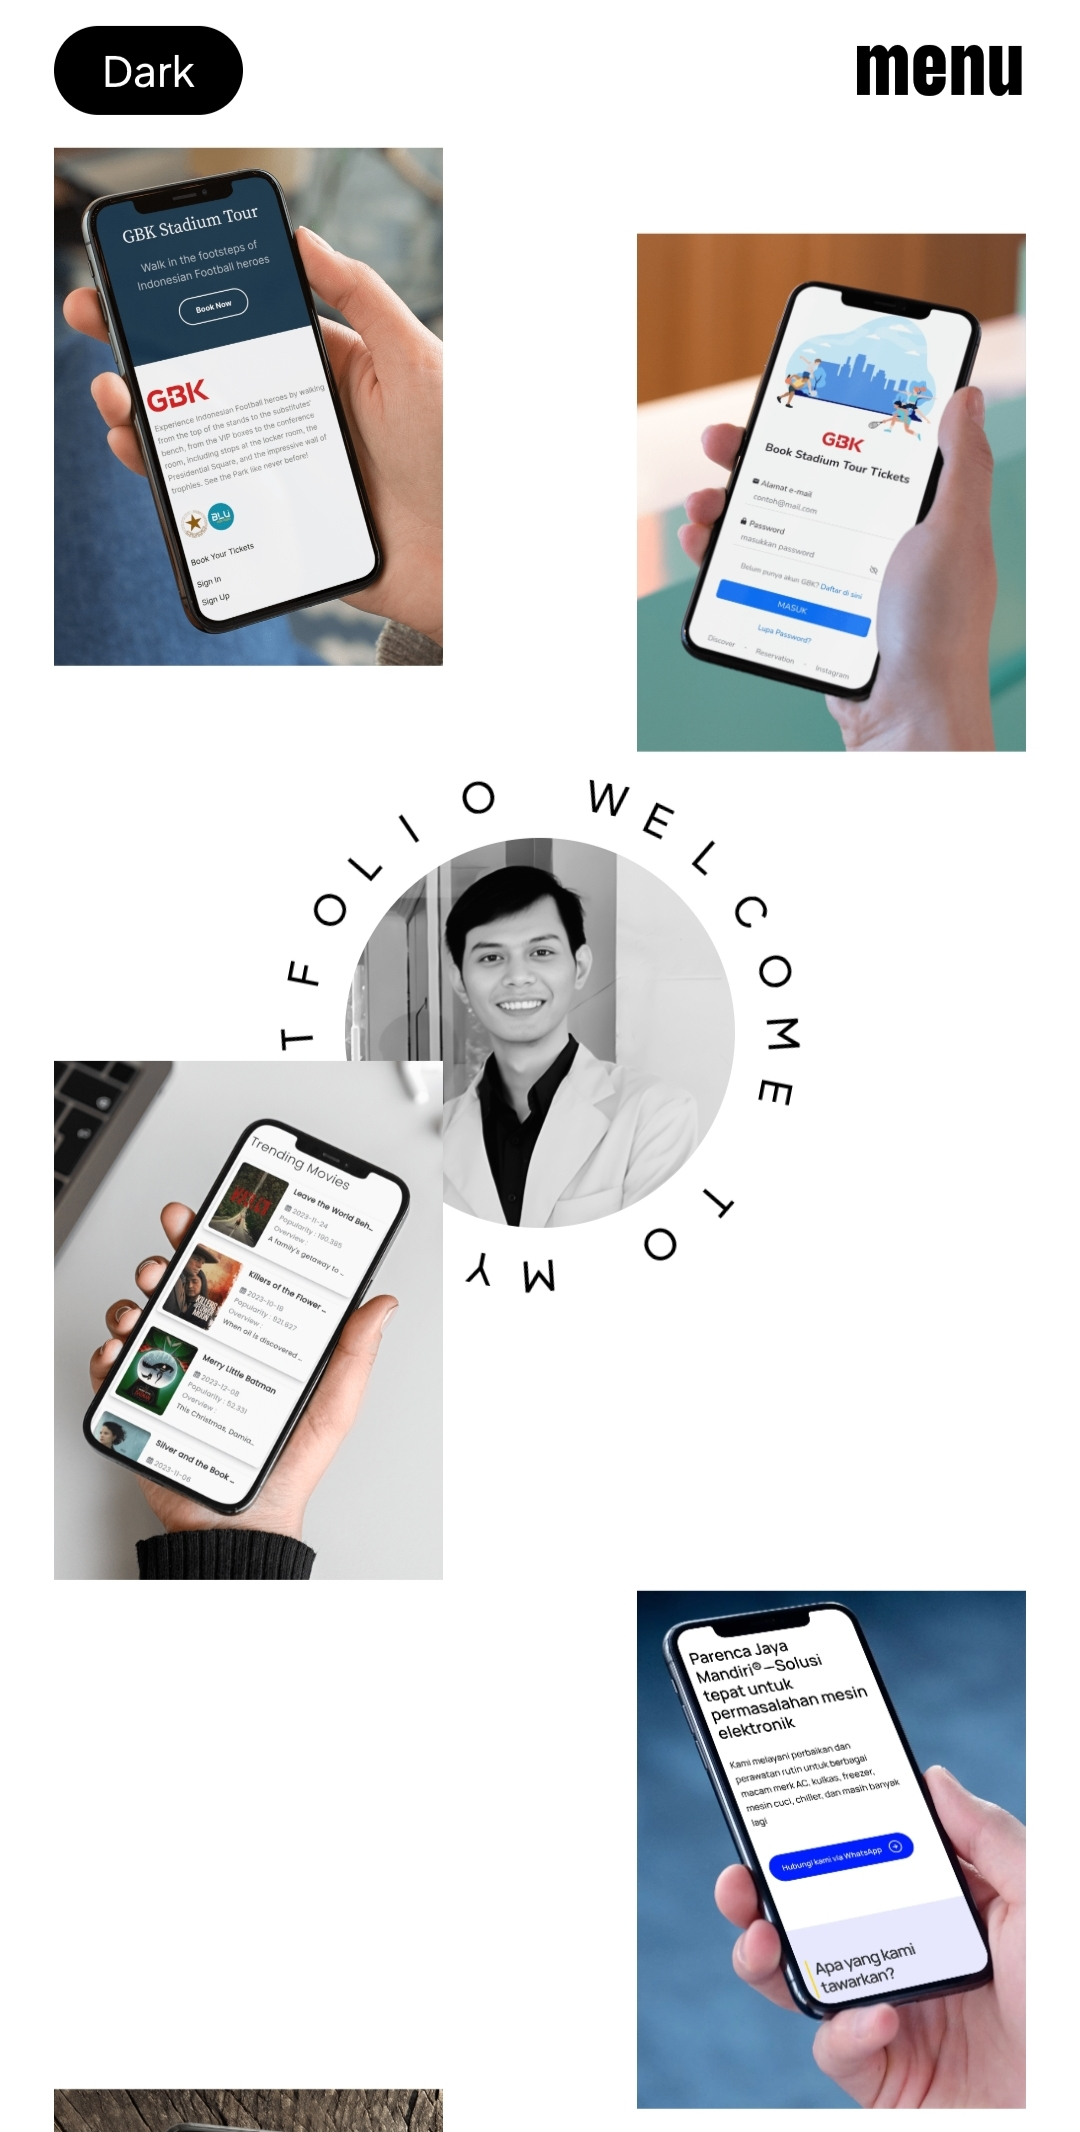 Dark
menu
GBK Stadium Tour
Walk in the footsteps of
Indonesian Football heroes
Book Now
GBK
Experience Indonesian Football heroes by walking
from the top of the stands to the substitutes'
bench, from the VIP boxes to the conference
room, including stops at the locker room, the
Presidential Square, and the impressive wall of
trophies. See the Park like never before!
BLU
Book Your Tickets
Sign In
Sign Up
GBK
Book Stadium Tour Tickets
Alamat e-mail
contoh@mail.com
Password
masukkan password
Belum punya akun GBK? Daftar di sini
MASUK
Lupa Password?
Discover - Reservation - Instagram
WELCOME TO MY
TFOLIO
Trending Movies
Leave the World Beh...
2023-11-24
Popularity : 190.385
Overview :
A family's getaway to ...
Killers of the Flower ...
2023-10-18
Popularity : 521.827
Overview :
When oil is discovered ...
Merry Little Batman
2023-12-08
Popularity : 52.331
Overview :
This Christmas, Damia...
Silver and the Book ...
2023-11-06
Parenca Jaya
Mandiri®—Solusi
tepat untuk
permasalahan mesin
elektronik
Kami melayani perbaikan dan
perawatan rutin untuk berbagai
macam merk AC, kulkas, freezer,
mesin cuci, chiller, dan masih banyak
lagi
Hubungi kami via WhatsApp
Apa yang kami
tawarkan?